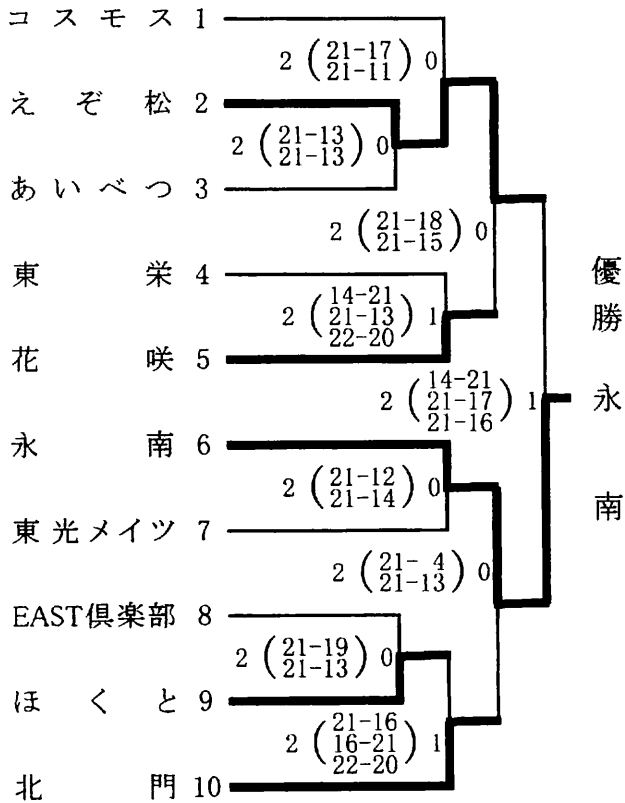 コスモス 1
2 (21-17 21-11) 0
えぞ松 2
2 (21-13 21-13) 0
あいべつ 3
2 (21-18 21-15) 0
東栄 4
2 (14-21 21-13 22-20) 1
花咲 5
2 (14-21 21-17 21-16) 1
優勝 永南
永南 6
2 (21-12 21-14) 0
東光メイツ 7
2 (21-4 21-13) 0
EAST倶楽部 8
2 (21-19 21-13) 0
ほくと 9
2 (21-16 16-21 22-20) 1
北門 10